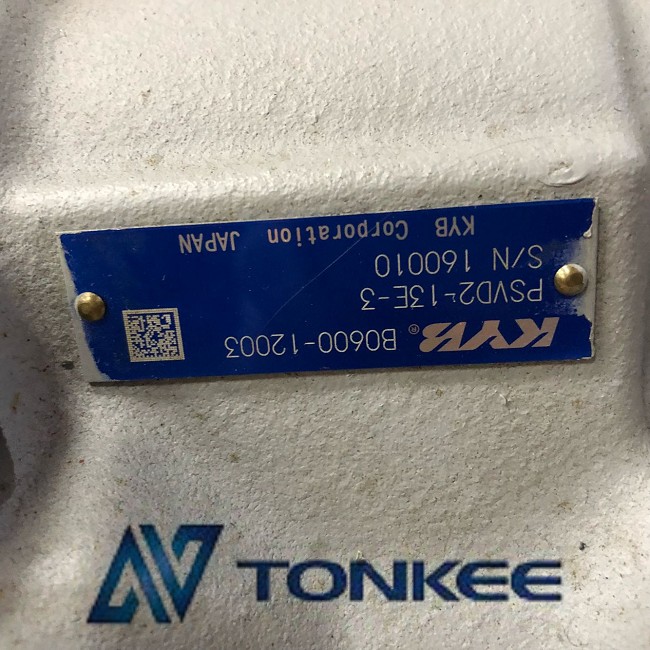 KYB® B0600-12003
PSVD2-13E-3
S/N 160010
KYB Corporation JAPAN
TONKEE